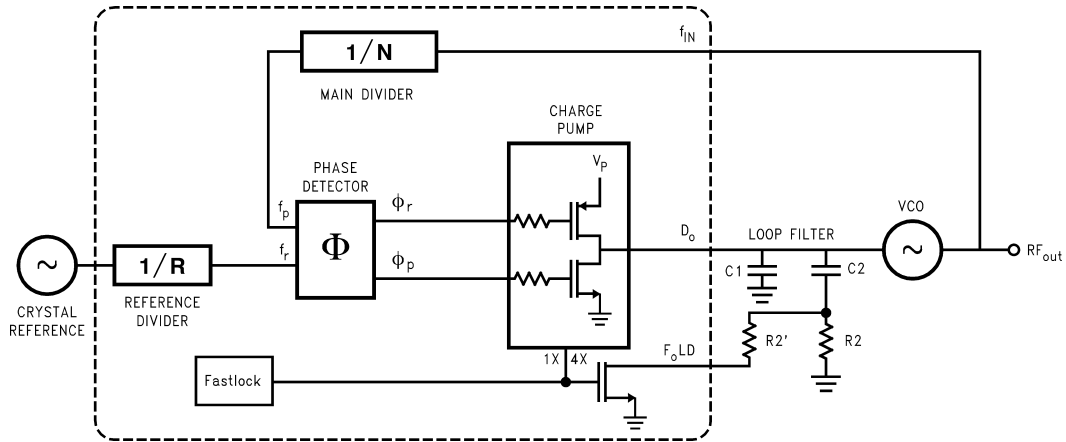 f_IN
1/N
MAIN DIVIDER
CHARGE
PUMP
V_P
PHASE
DETECTOR
f_p
ϕ_r
f_r
Φ
ϕ_p
D_o
LOOP FILTER
VCO
~
RF_out
C1
C2
~
1/R
CRYSTAL
REFERENCE
REFERENCE
DIVIDER
R2'
R2
1X
4X
F_oLD
Fastlock